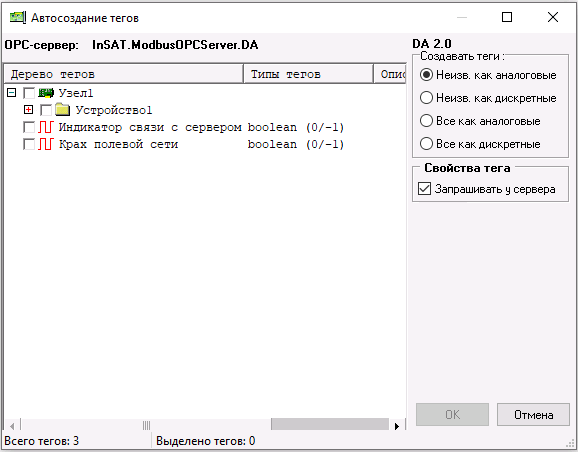 Автосоздание тегов
OPC-сервер: InSAT.ModbusOPCServer.DA
DA 2.0
Дерево тегов Типы тегов Опис
Узел1
Устройство1
Индикатор связи с сервером boolean (0/-1)
Крах полевой сети boolean (0/-1)
Создавать теги :
Неизв. как аналоговые
Неизв. как дискретные
Все как аналоговые
Все как дискретные
Свойства тега
Запрашивать у сервера
OK Отмена
Всего тегов: 3 Выделено тегов: 0